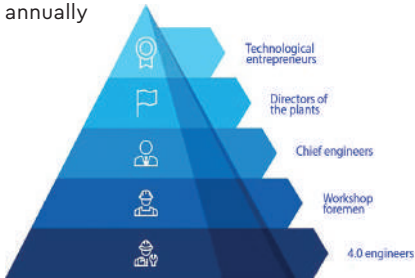 annually
Technological
entrepreneurs
Directors of
the plants
Chief engineers
Workshop
foremen
4.0 engineers